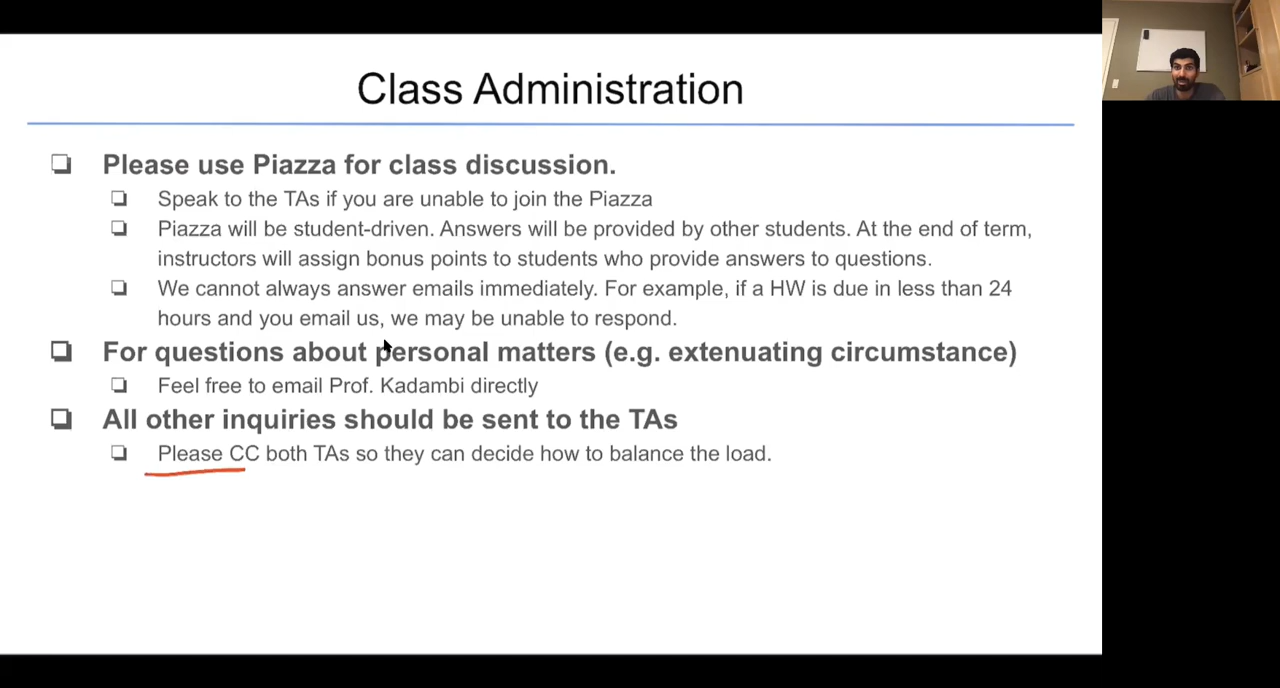 Class Administration
Please use Piazza for class discussion.
Speak to the TAs if you are unable to join the Piazza
Piazza will be student-driven. Answers will be provided by other students. At the end of term,
instructors will assign bonus points to students who provide answers to questions.
We cannot always answer emails immediately. For example, if a HW is due in less than 24
hours and you email us, we may be unable to respond.
For questions about personal matters (e.g. extenuating circumstance)
Feel free to email Prof. Kadambi directly
All other inquiries should be sent to the TAs
Please CC both TAs so they can decide how to balance the load.